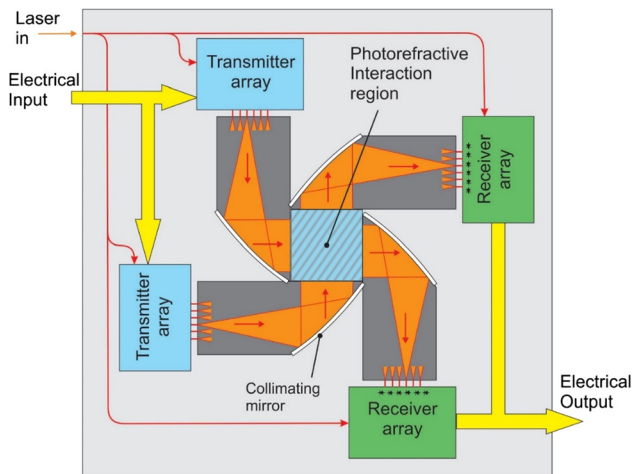 Laser
in
Electrical
Input
Transmitter
array
Photorefractive
Interaction
region
Receiver
array
Transmitter
array
Collimating
mirror
Receiver
array
Electrical
Output